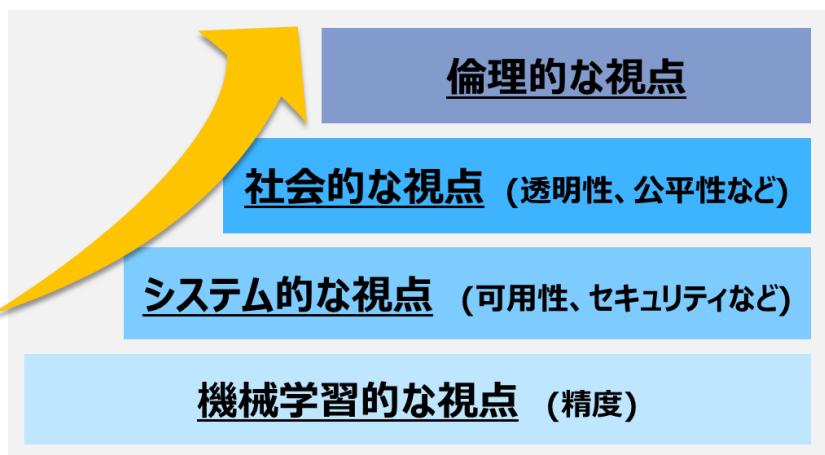 倫理的な視点
社会的な視点 (透明性、公平性など)
システム的な視点 (可用性、セキュリティなど)
機械学習的な視点 (精度)